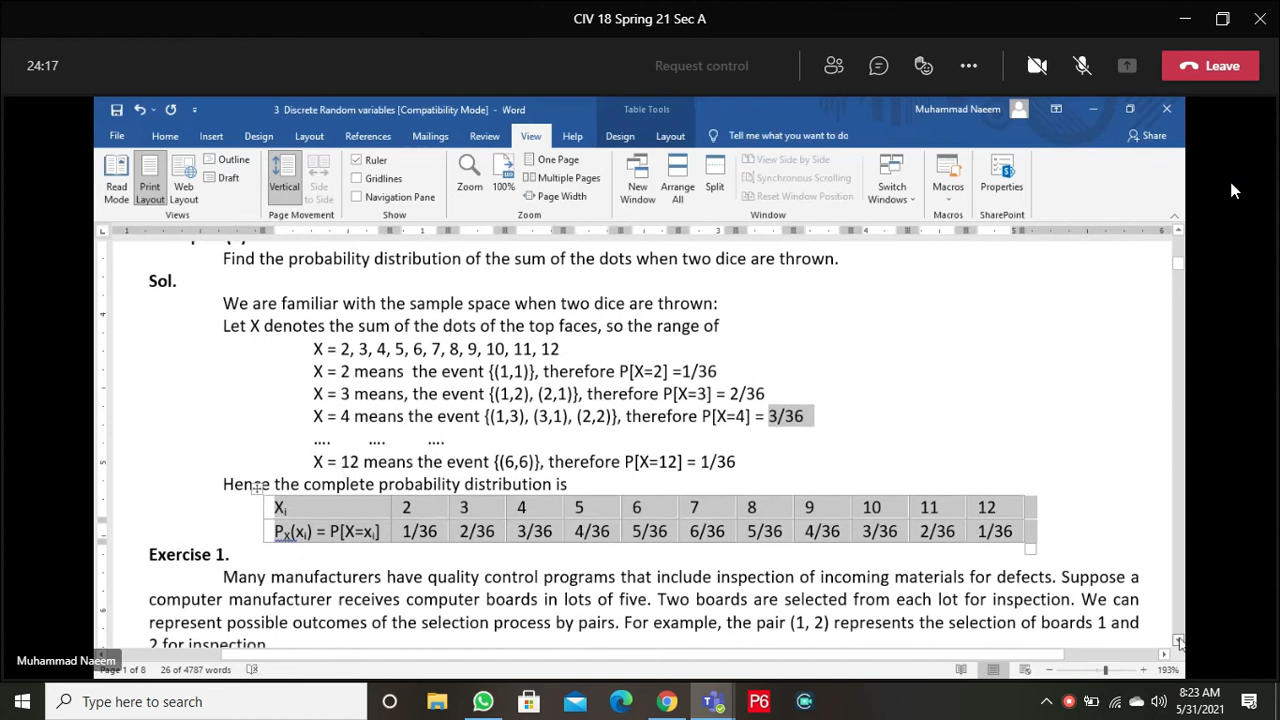 CIV 18 Spring 21 Sec A
24:17
Request control
Leave
3 Discrete Random variables [Compatibility Mode] - Word
Table Tools
Muhammad Naeem
File Home Insert Design Layout References Mailings Review View Help Design Layout Tell me what you want to do Share
Read Mode
Print Layout
Web Layout
Outline
Draft
Views
Vertical
Side to Side
Page Movement
Ruler
Gridlines
Navigation Pane
Show
Zoom
100%
One Page
Multiple Pages
Page Width
Zoom
New Window
Arrange All
Split
View Side by Side
Synchronous Scrolling
Reset Window Position
Window
Switch Windows
Macros
Macros
Properties
SharePoint
Find the probability distribution of the sum of the dots when two dice are thrown.
Sol.
We are familiar with the sample space when two dice are thrown:
Let X denotes the sum of the dots of the top faces, so the range of
X = 2, 3, 4, 5, 6, 7, 8, 9, 10, 11, 12
X = 2 means the event {(1,1)}, therefore P[X=2] =1/36
X = 3 means, the event {(1,2), (2,1)}, therefore P[X=3] = 2/36
X = 4 means the event {(1,3), (3,1), (2,2)}, therefore P[X=4] = 3/36
.... .... ....
X = 12 means the event {(6,6)}, therefore P[X=12] = 1/36
Hence the complete probability distribution is
Xi 2 3 4 5 6 7 8 9 10 11 12
PX(xi) = P[X=xi] 1/36 2/36 3/36 4/36 5/36 6/36 5/36 4/36 3/36 2/36 1/36
Exercise 1.
Many manufacturers have quality control programs that include inspection of incoming materials for defects. Suppose a
computer manufacturer receives computer boards in lots of five. Two boards are selected from each lot for inspection. We can
represent possible outcomes of the selection process by pairs. For example, the pair (1, 2) represents the selection of boards 1 and
2 for inspection
Muhammad Naeem
Page 1 of 8 26 of 4787 words
193%
Type here to search
8:23 AM
5/31/2021